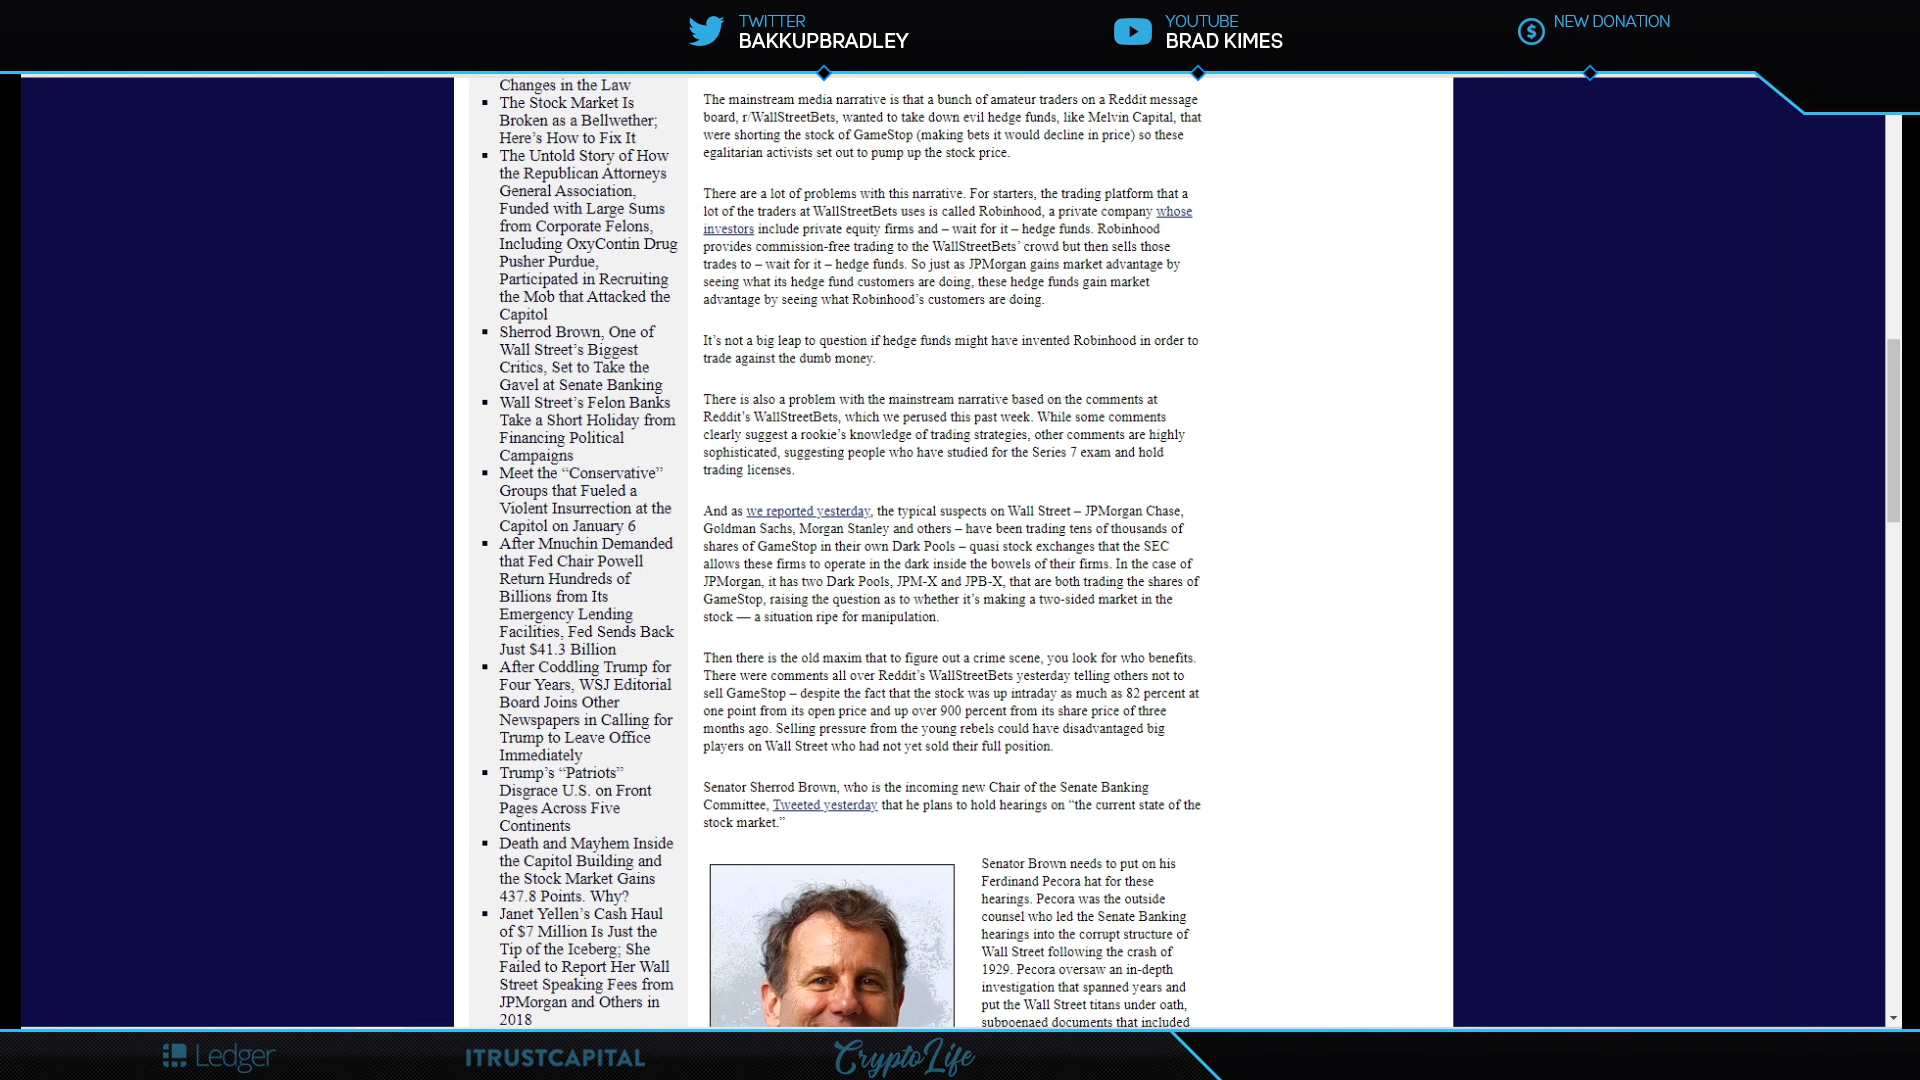 TWITTER
BAKKUPBRADLEY
YOUTUBE
BRAD KIMES
NEW DONATION
Changes in the Law
The Stock Market Is
Broken as a Bellwether;
Here’s How to Fix It
The Untold Story of How
the Republican Attorneys
General Association,
Funded with Large Sums
from Corporate Felons,
Including OxyContin Drug
Pusher Purdue,
Participated in Recruiting
the Mob that Attacked the
Capitol
Sherrod Brown, One of
Wall Street’s Biggest
Critics, Set to Take the
Gavel at Senate Banking
Wall Street’s Felon Banks
Take a Short Holiday from
Financing Political
Campaigns
Meet the “Conservative”
Groups that Fueled a
Violent Insurrection at the
Capitol on January 6
After Mnuchin Demanded
that Fed Chair Powell
Return Hundreds of
Billions from Its
Emergency Lending
Facilities, Fed Sends Back
Just $41.3 Billion
After Coddling Trump for
Four Years, WSJ Editorial
Board Joins Other
Newspapers in Calling for
Trump to Leave Office
Immediately
Trump’s “Patriots”
Disgrace U.S. on Front
Pages Across Five
Continents
Death and Mayhem Inside
the Capitol Building and
the Stock Market Gains
437.8 Points. Why?
Janet Yellen’s Cash Haul
of $7 Million Is Just the
Tip of the Iceberg; She
Failed to Report Her Wall
Street Speaking Fees from
JPMorgan and Others in
2018
The mainstream media narrative is that a bunch of amateur traders on a Reddit message
board, r/WallStreetBets, wanted to take down evil hedge funds, like Melvin Capital, that
were shorting the stock of GameStop (making bets it would decline in price) so these
egalitarian activists set out to pump up the stock price.
There are a lot of problems with this narrative. For starters, the trading platform that a
lot of the traders at WallStreetBets uses is called Robinhood, a private company whose
investors include private equity firms and – wait for it – hedge funds. Robinhood
provides commission-free trading to the WallStreetBets’ crowd but then sells those
trades to – wait for it – hedge funds. So just as JPMorgan gains market advantage by
seeing what its hedge fund customers are doing, these hedge funds gain market
advantage by seeing what Robinhood’s customers are doing.
It’s not a big leap to question if hedge funds might have invented Robinhood in order to
trade against the dumb money.
There is also a problem with the mainstream narrative based on the comments at
Reddit’s WallStreetBets, which we perused this past week. While some comments
clearly suggest a rookie’s knowledge of trading strategies, other comments are highly
sophisticated, suggesting people who have studied for the Series 7 exam and hold
trading licenses.
And as we reported yesterday, the typical suspects on Wall Street – JPMorgan Chase,
Goldman Sachs, Morgan Stanley and others – have been trading tens of thousands of
shares of GameStop in their own Dark Pools – quasi stock exchanges that the SEC
allows these firms to operate in the dark inside the bowels of their firms. In the case of
JPMorgan, it has two Dark Pools, JPM-X and JPB-X, that are both trading the shares of
GameStop, raising the question as to whether it’s making a two-sided market in the
stock — a situation ripe for manipulation.
Then there is the old maxim that to figure out a crime scene, you look for who benefits.
There were comments all over Reddit’s WallStreetBets yesterday telling others not to
sell GameStop – despite the fact that the stock was up intraday as much as 82 percent at
one point from its open price and up over 900 percent from its share price of three
months ago. Selling pressure from the young rebels could have disadvantaged big
players on Wall Street who had not yet sold their full position.
Senator Sherrod Brown, who is the incoming new Chair of the Senate Banking
Committee, Tweeted yesterday that he plans to hold hearings on “the current state of the
stock market.”
Senator Brown needs to put on his
Ferdinand Pecora hat for these
hearings. Pecora was the outside
counsel who led the Senate Banking
hearings into the corrupt structure of
Wall Street following the crash of
1929. Pecora oversaw an in-depth
investigation that spanned years and
put the Wall Street titans under oath,
subpoenaed documents that included
Ledger
ITRUSTCAPITAL
CryptoLife